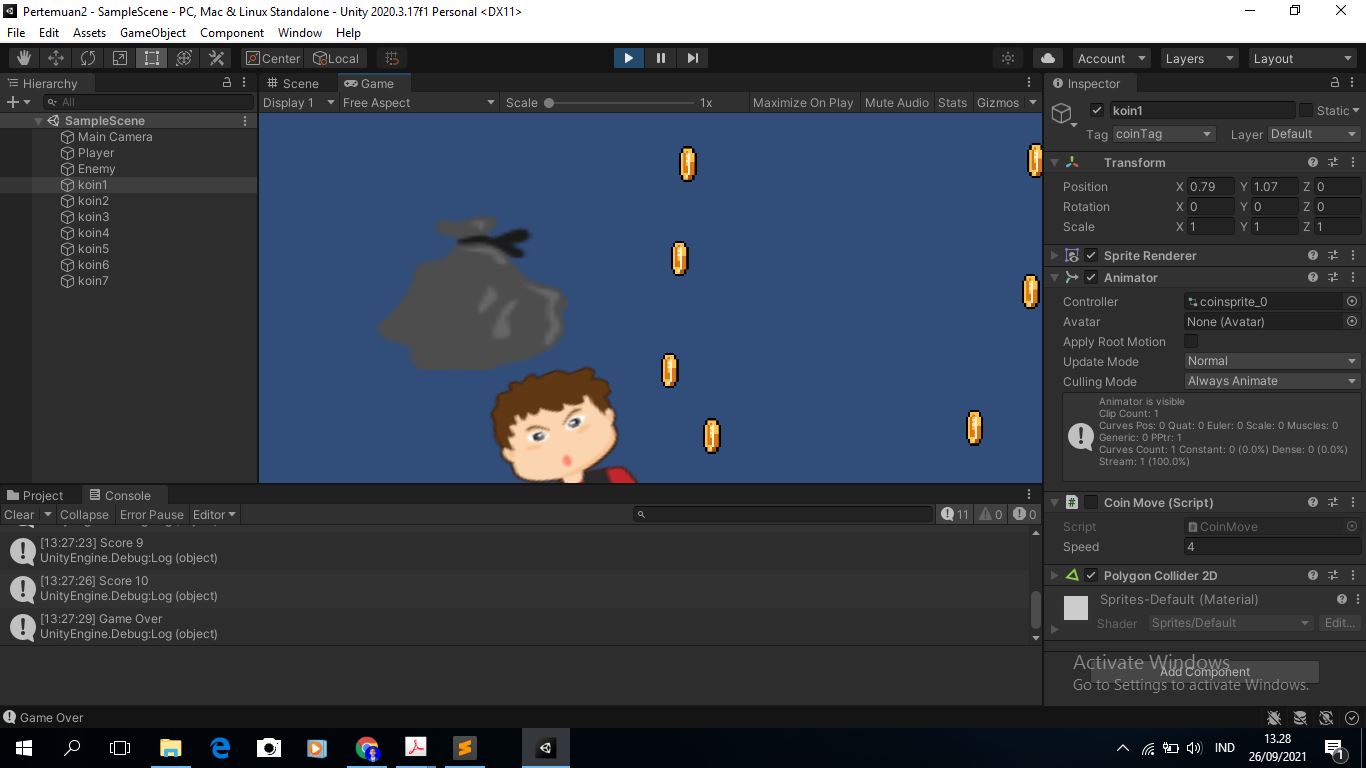 Pertemuan2 - SampleScene - PC, Mac & Linux Standalone - Unity 2020.3.17f1 Personal <DX11>
File Edit Assets GameObject Component Window Help
Center Local Account Layers Layout
Hierarchy
All
SampleScene
Main Camera
Player
Enemy
koin1
koin2
koin3
koin4
koin5
koin6
koin7
Scene Game
Display 1 Free Aspect Scale 1x Maximize On Play Mute Audio Stats Gizmos
Inspector
koin1 Static
Tag coinTag Layer Default
Transform
Position X 0.79 Y 1.07 Z 0
Rotation X 0 Y 0 Z 0
Scale X 1 Y 1 Z 1
Sprite Renderer
Animator
Controller coinsprite_0
Avatar None (Avatar)
Apply Root Motion
Update Mode Normal
Culling Mode Always Animate
Animator is visible
Clip Count: 1
Curves Pos: 0 Quat: 0 Euler: 0 Scale: 0 Muscles: 0
Generic: 0 PPtr: 1
Curves Count: 1 Constant: 0 (0.0%) Dense: 0 (0.0%)
Stream: 1 (100.0%)
Coin Move (Script)
Script CoinMove
Speed 4
Polygon Collider 2D
Sprites-Default (Material)
Shader Sprites/Default Edit...
Add Component
Activate Windows
Go to Settings to activate Windows.
Project Console
Clear Collapse Error Pause Editor 11 0 0
[13:27:23] Score 9
UnityEngine.Debug:Log (object)
[13:27:26] Score 10
UnityEngine.Debug:Log (object)
[13:27:29] Game Over
UnityEngine.Debug:Log (object)
Game Over
IND
13.28
26/09/2021
1